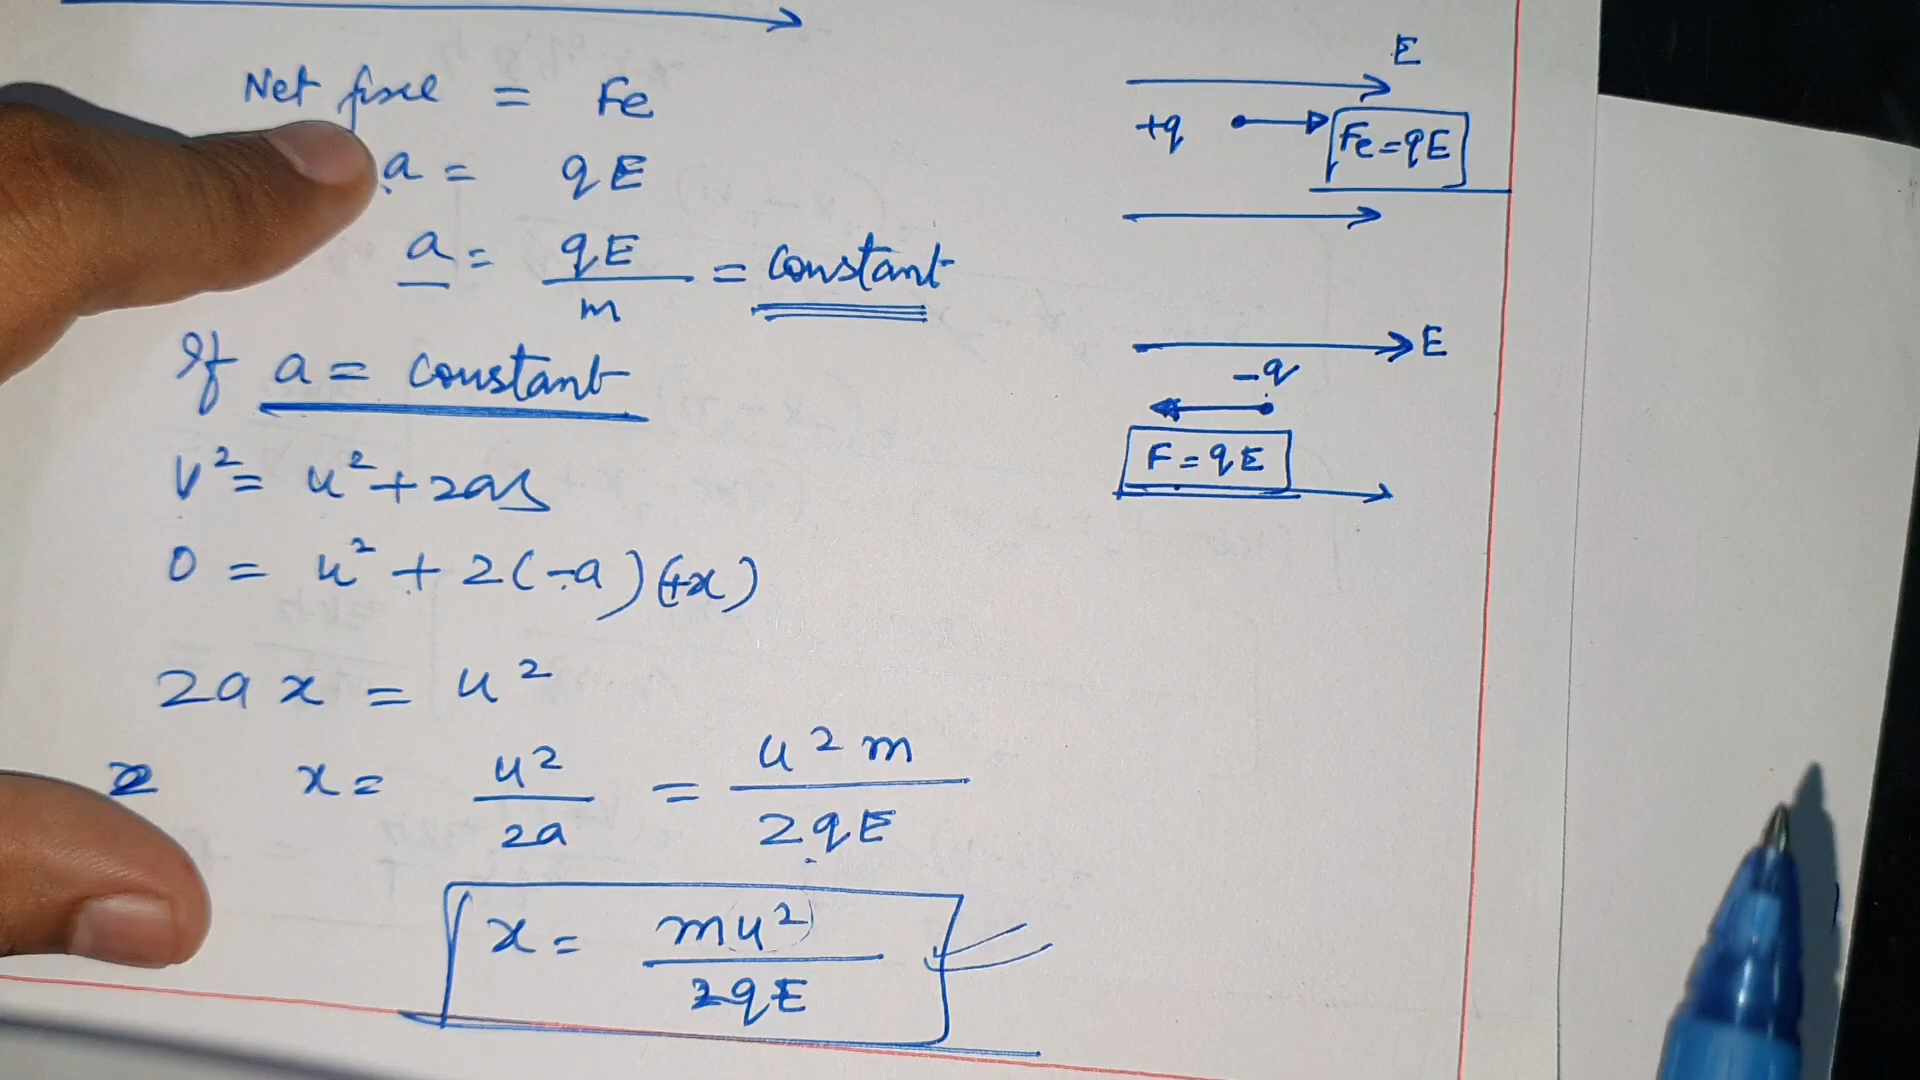 Net force = Fe
a = qE
a = qE/m = constant
If a = constant
v² = u² + 2as
0 = u² + 2(-a)(+x)
2ax = u²
x = u²/2a = u²m/2qE
x = mu²/2qE
E
+q
Fe = qE
E
-q
F = qE